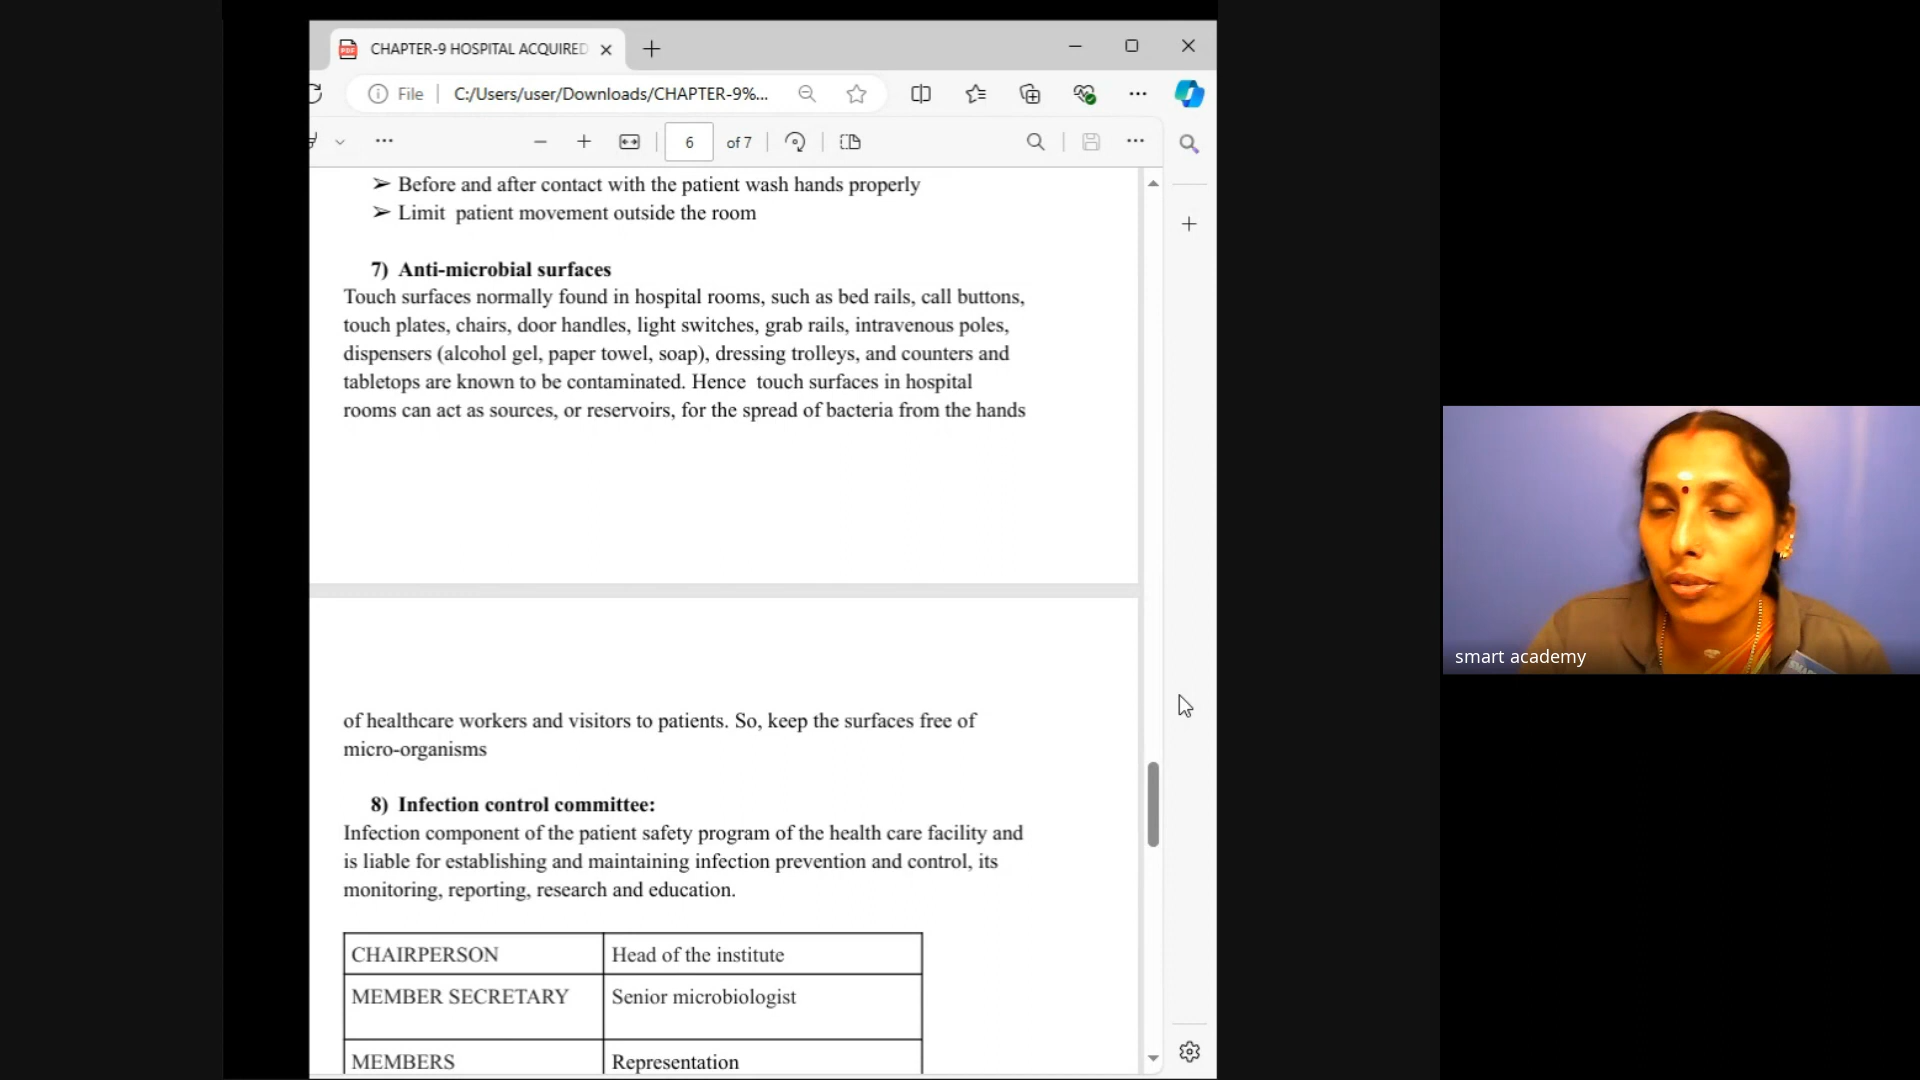 CHAPTER-9 HOSPITAL ACQUIRED
File
C:/Users/user/Downloads/CHAPTER-9%...
6 of 7
➢ Before and after contact with the patient wash hands properly
➢ Limit patient movement outside the room
7) Anti-microbial surfaces
Touch surfaces normally found in hospital rooms, such as bed rails, call buttons,
touch plates, chairs, door handles, light switches, grab rails, intravenous poles,
dispensers (alcohol gel, paper towel, soap), dressing trolleys, and counters and
tabletops are known to be contaminated. Hence touch surfaces in hospital
rooms can act as sources, or reservoirs, for the spread of bacteria from the hands
of healthcare workers and visitors to patients. So, keep the surfaces free of
micro-organisms
8) Infection control committee:
Infection component of the patient safety program of the health care facility and
is liable for establishing and maintaining infection prevention and control, its
monitoring, reporting, research and education.
CHAIRPERSON Head of the institute
MEMBER SECRETARY Senior microbiologist
MEMBERS Representation
smart academy